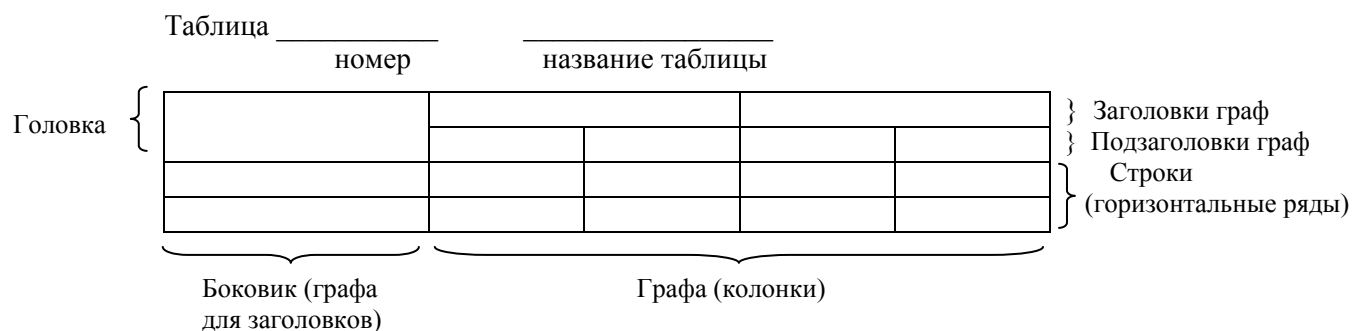 Таблица ___________ ________________
номер название таблицы
Головка
} Заголовки граф
} Подзаголовки граф
Строки
(горизонтальные ряды)
Боковик (графа
для заголовков)
Графа (колонки)